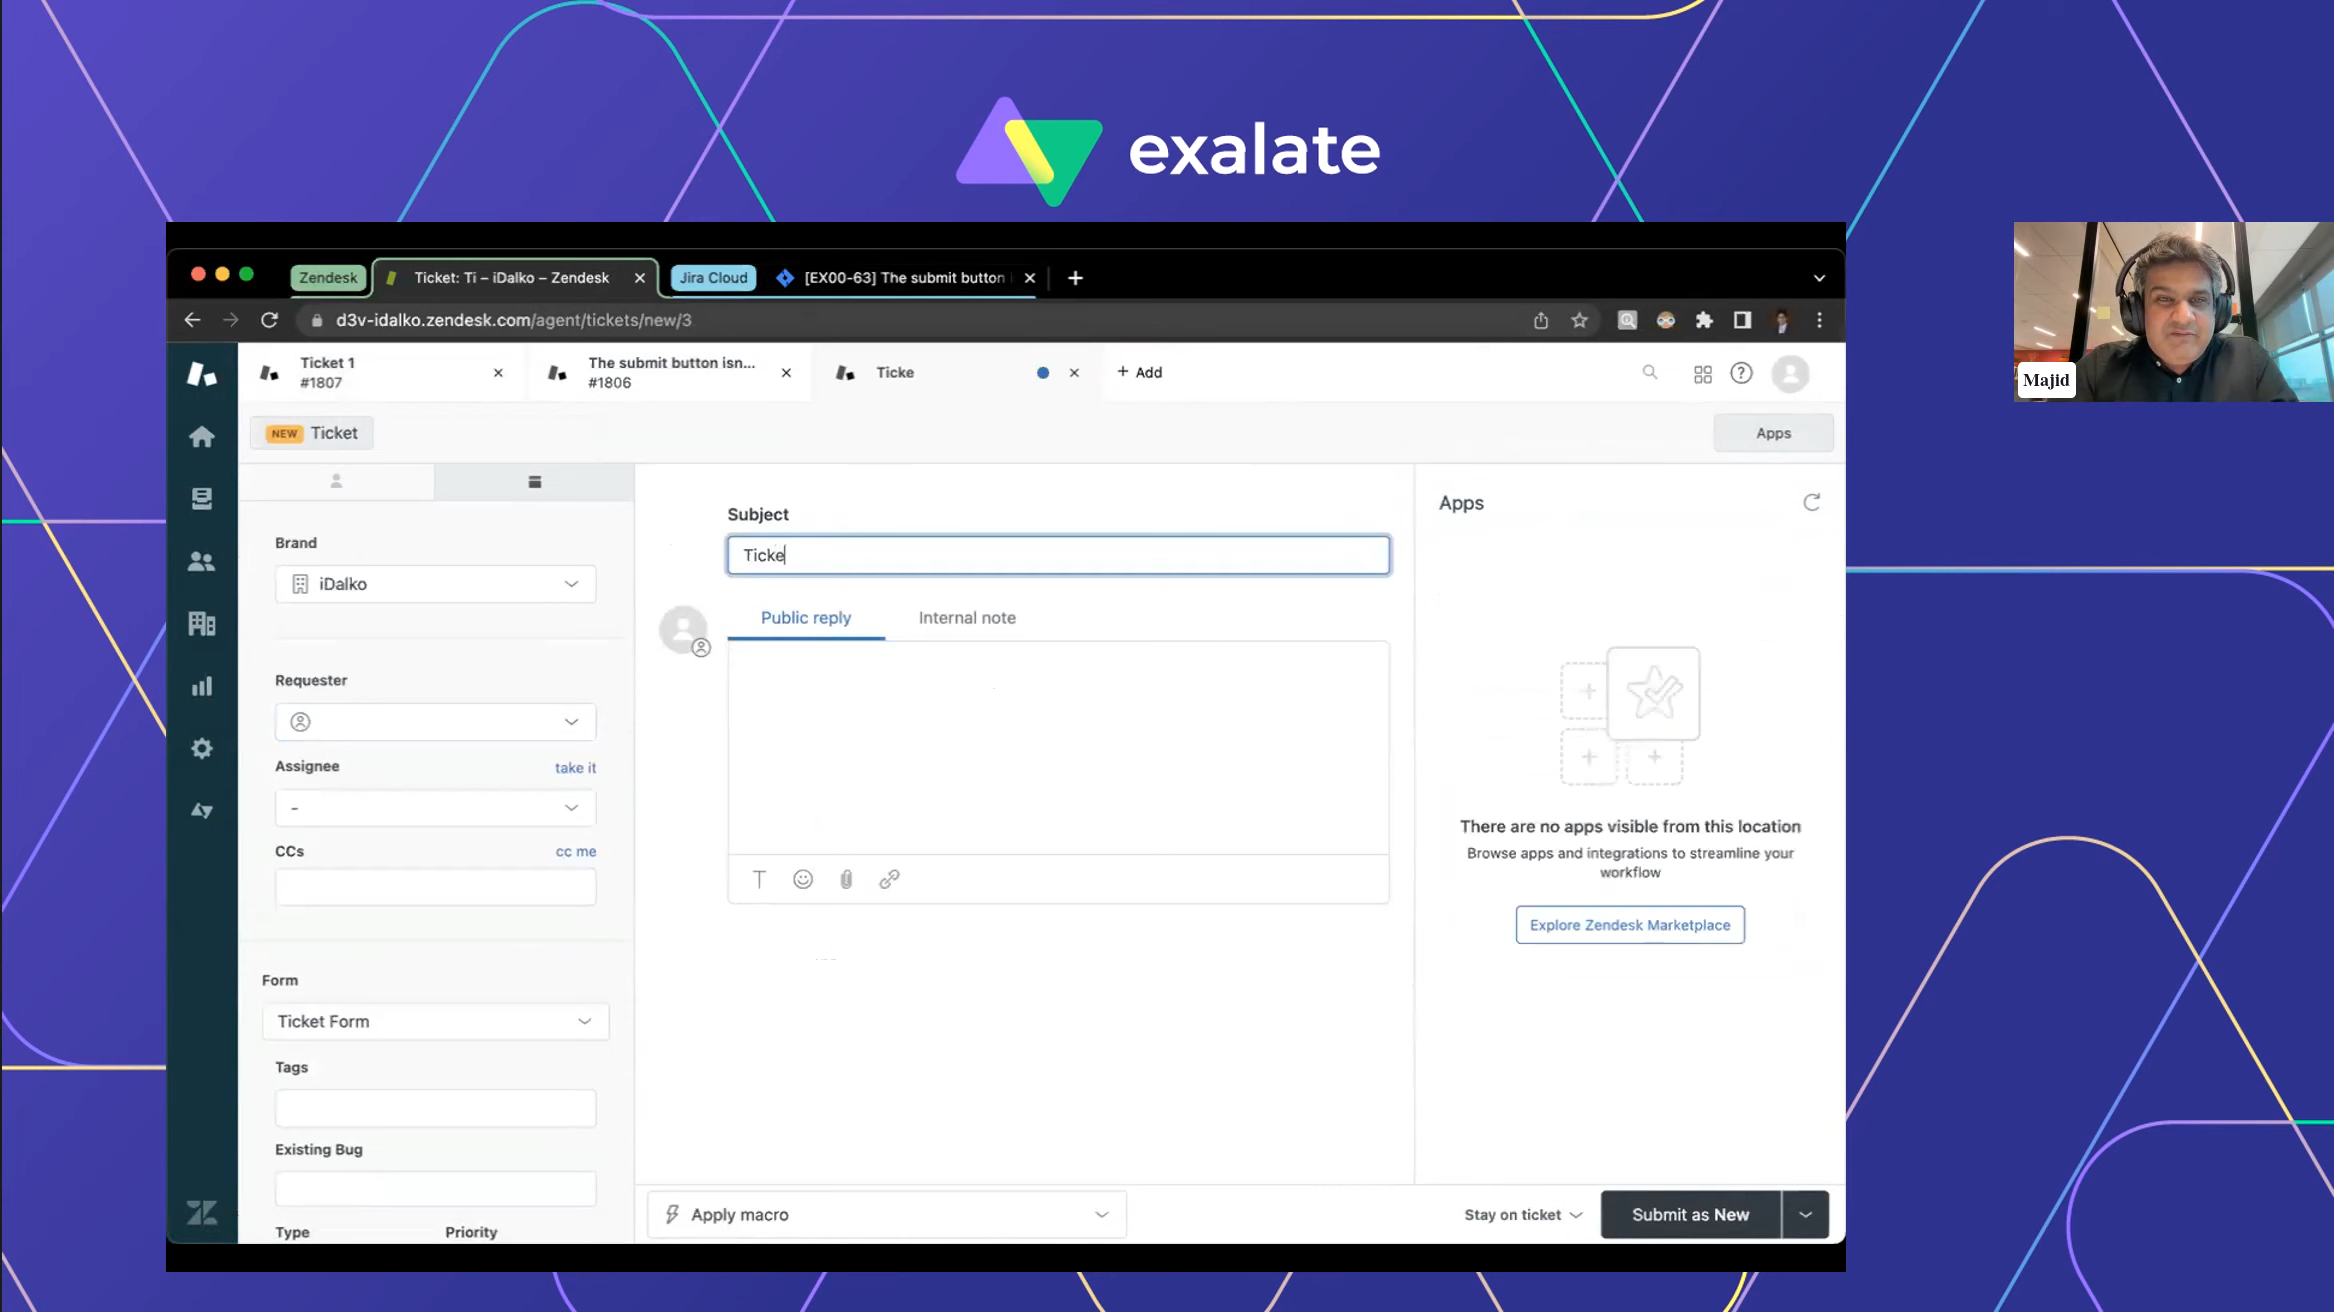 exalate
Zendesk
Ticket: Ti – iDalko – Zendesk
Jira Cloud
[EX00-63] The submit button
d3v-idalko.zendesk.com/agent/tickets/new/3
Ticket 1
#1807
The submit button isn...
#1806
Ticke
+ Add
Majid
NEW Ticket
Apps
Brand
iDalko
Requester
Assignee
take it
-
CCs
cc me
Form
Ticket Form
Tags
Existing Bug
Type
Priority
Subject
Ticke
Public reply
Internal note
Apps
There are no apps visible from this location
Browse apps and integrations to streamline your
workflow
Explore Zendesk Marketplace
Apply macro
Stay on ticket
Submit as New